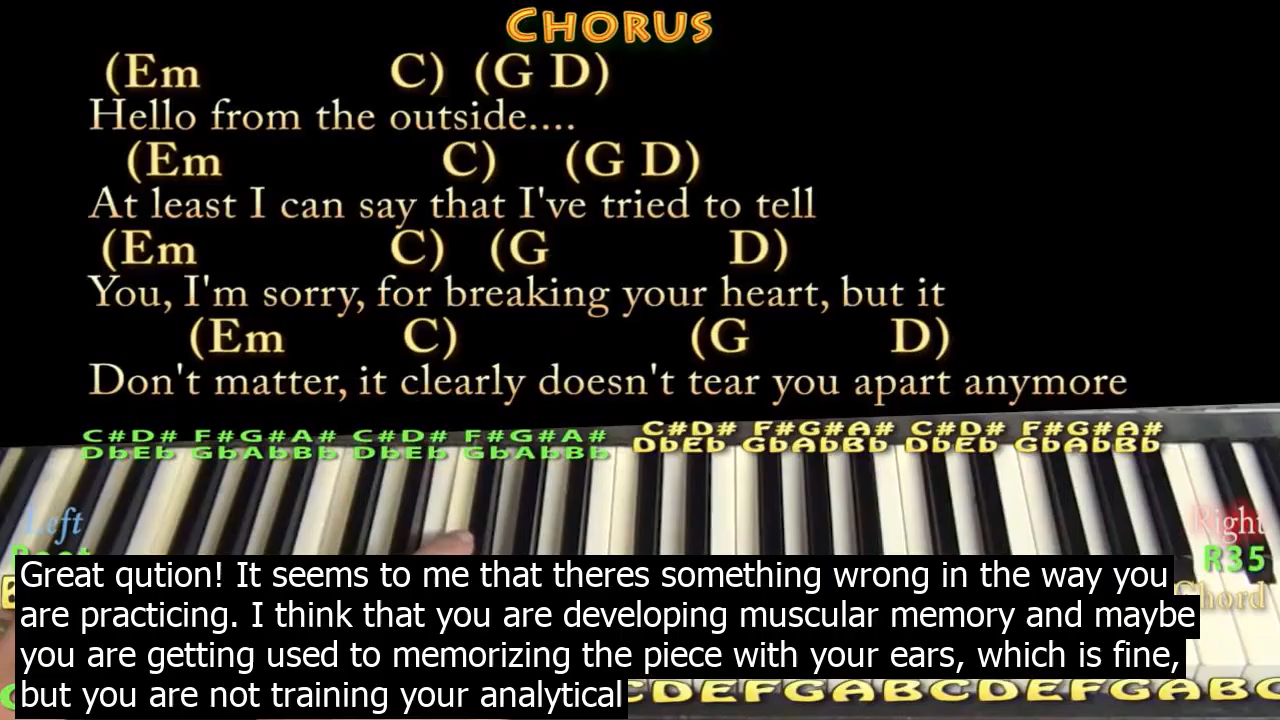 CHORUS
(Em C) (G D)
Hello from the outside....
(Em C) (G D)
At least I can say that I've tried to tell
(Em C) (G D)
You, I'm sorry, for breaking your heart, but it
(Em C) (G D)
Don't matter, it clearly doesn't tear you apart anymore
C#D# F#G#A# C#D# F#G#A# C#D# F#G#A# C#D# F#G#A#
DbEb GbAbBb DbEb GbAbBb DbEb GbAbBb DbEb GbAbBb
Left Right
Root R35
Chord
Great qution! It seems to me that theres something wrong in the way you
are practicing. I think that you are developing muscular memory and maybe
you are getting used to memorizing the piece with your ears, which is fine,
but you are not training your analytical
CDEFGABCDEFGABC